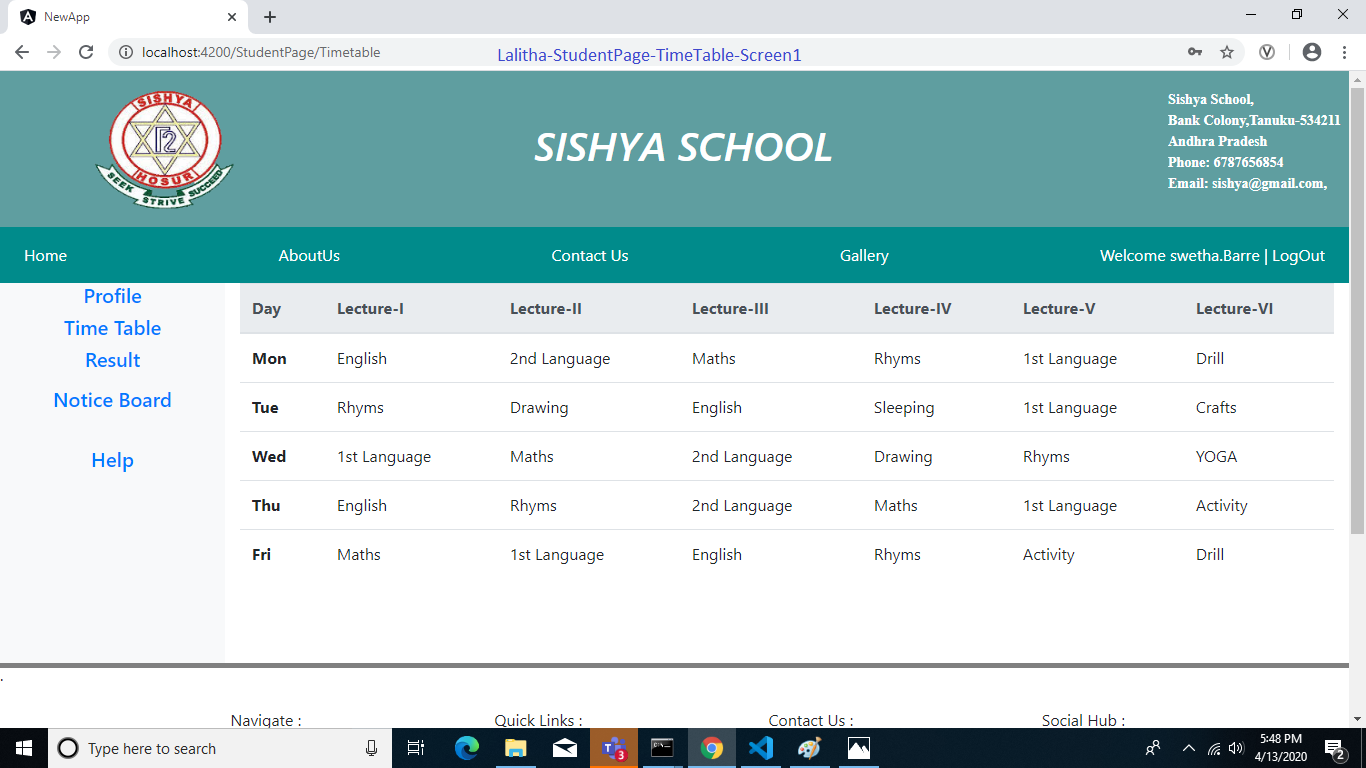 NewApp
localhost:4200/StudentPage/Timetable
Lalitha-StudentPage-TimeTable-Screen1
SISHYA
HOSUR
SEEK STRIVE SUCCEED
SISHYA SCHOOL
Sishya School,
Bank Colony,Tanuku-534211
Andhra Pradesh
Phone: 6787656854
Email: sishya@gmail.com,
Home AboutUs Contact Us Gallery Welcome swetha.Barre | LogOut
Profile
Time Table
Result
Notice Board
Help
Day Lecture-I Lecture-II Lecture-III Lecture-IV Lecture-V Lecture-VI
Mon English 2nd Language Maths Rhyms 1st Language Drill
Tue Rhyms Drawing English Sleeping 1st Language Crafts
Wed 1st Language Maths 2nd Language Drawing Rhyms YOGA
Thu English Rhyms 2nd Language Maths 1st Language Activity
Fri Maths 1st Language English Rhyms Activity Drill
.
Navigate : Quick Links : Contact Us : Social Hub :
Type here to search
3
5:48 PM
4/13/2020
2